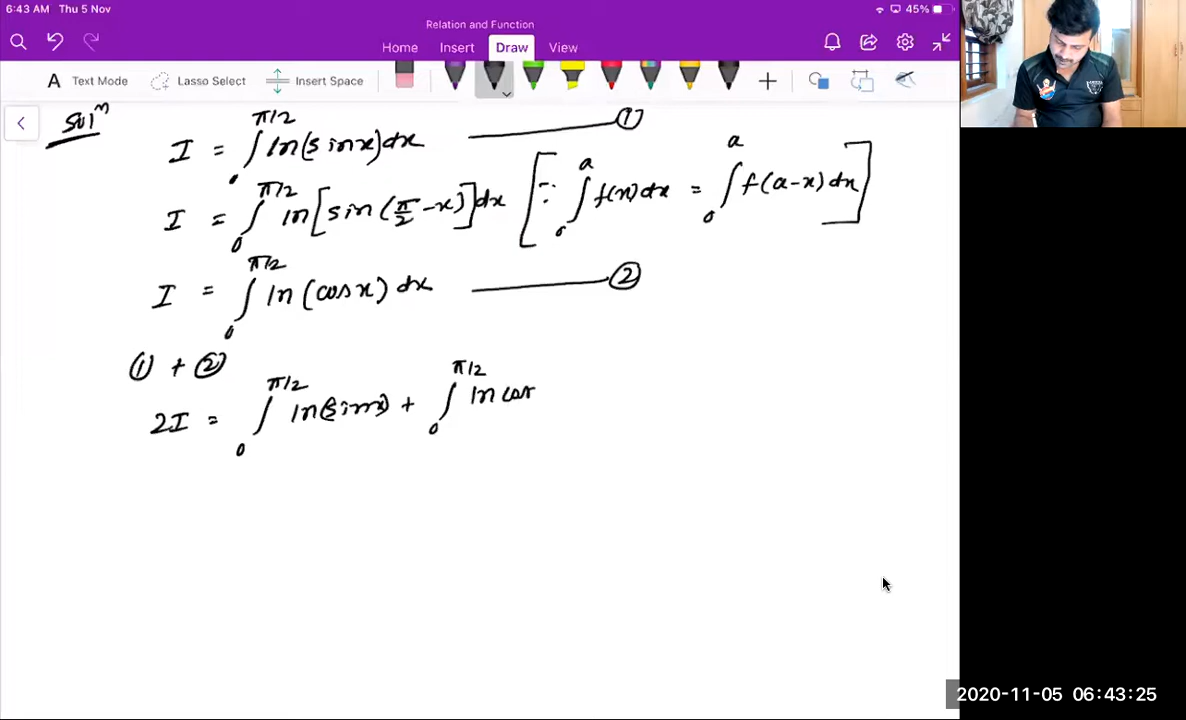 6:43 AM Thu 5 Nov
45%
Relation and Function
Home Insert Draw View
A Text Mode Lasso Select Insert Space
Solⁿ
I = ∫₀^{π/2} ln(sinx)dx ——— ①
I = ∫₀^{π/2} ln[sin(π/2 -x)]dx [∵ ∫₀^a f(x)dx = ∫₀^a f(a-x)dx]
I = ∫₀^{π/2} ln(cosx) dx ——— ②
① + ②
2I = ∫₀^{π/2} ln(sinx) + ∫₀^{π/2} ln cos
2020-11-05 06:43:25